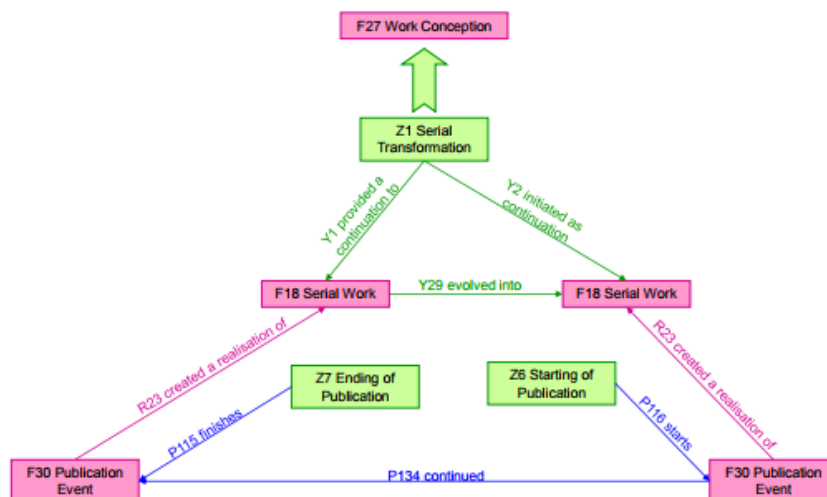 F27 Work Conception
Z1 Serial
Transformation
Y1 provided a
continuation to
Y2 initiated as
continuation
F18 Serial Work
Y29 evolved into
F18 Serial Work
R23 created a realisation of
Z7 Ending of
Publication
Z6 Starting of
Publication
R23 created a realisation of
P115 finishes
P116 starts
F30 Publication
Event
P134 continued
F30 Publication
Event